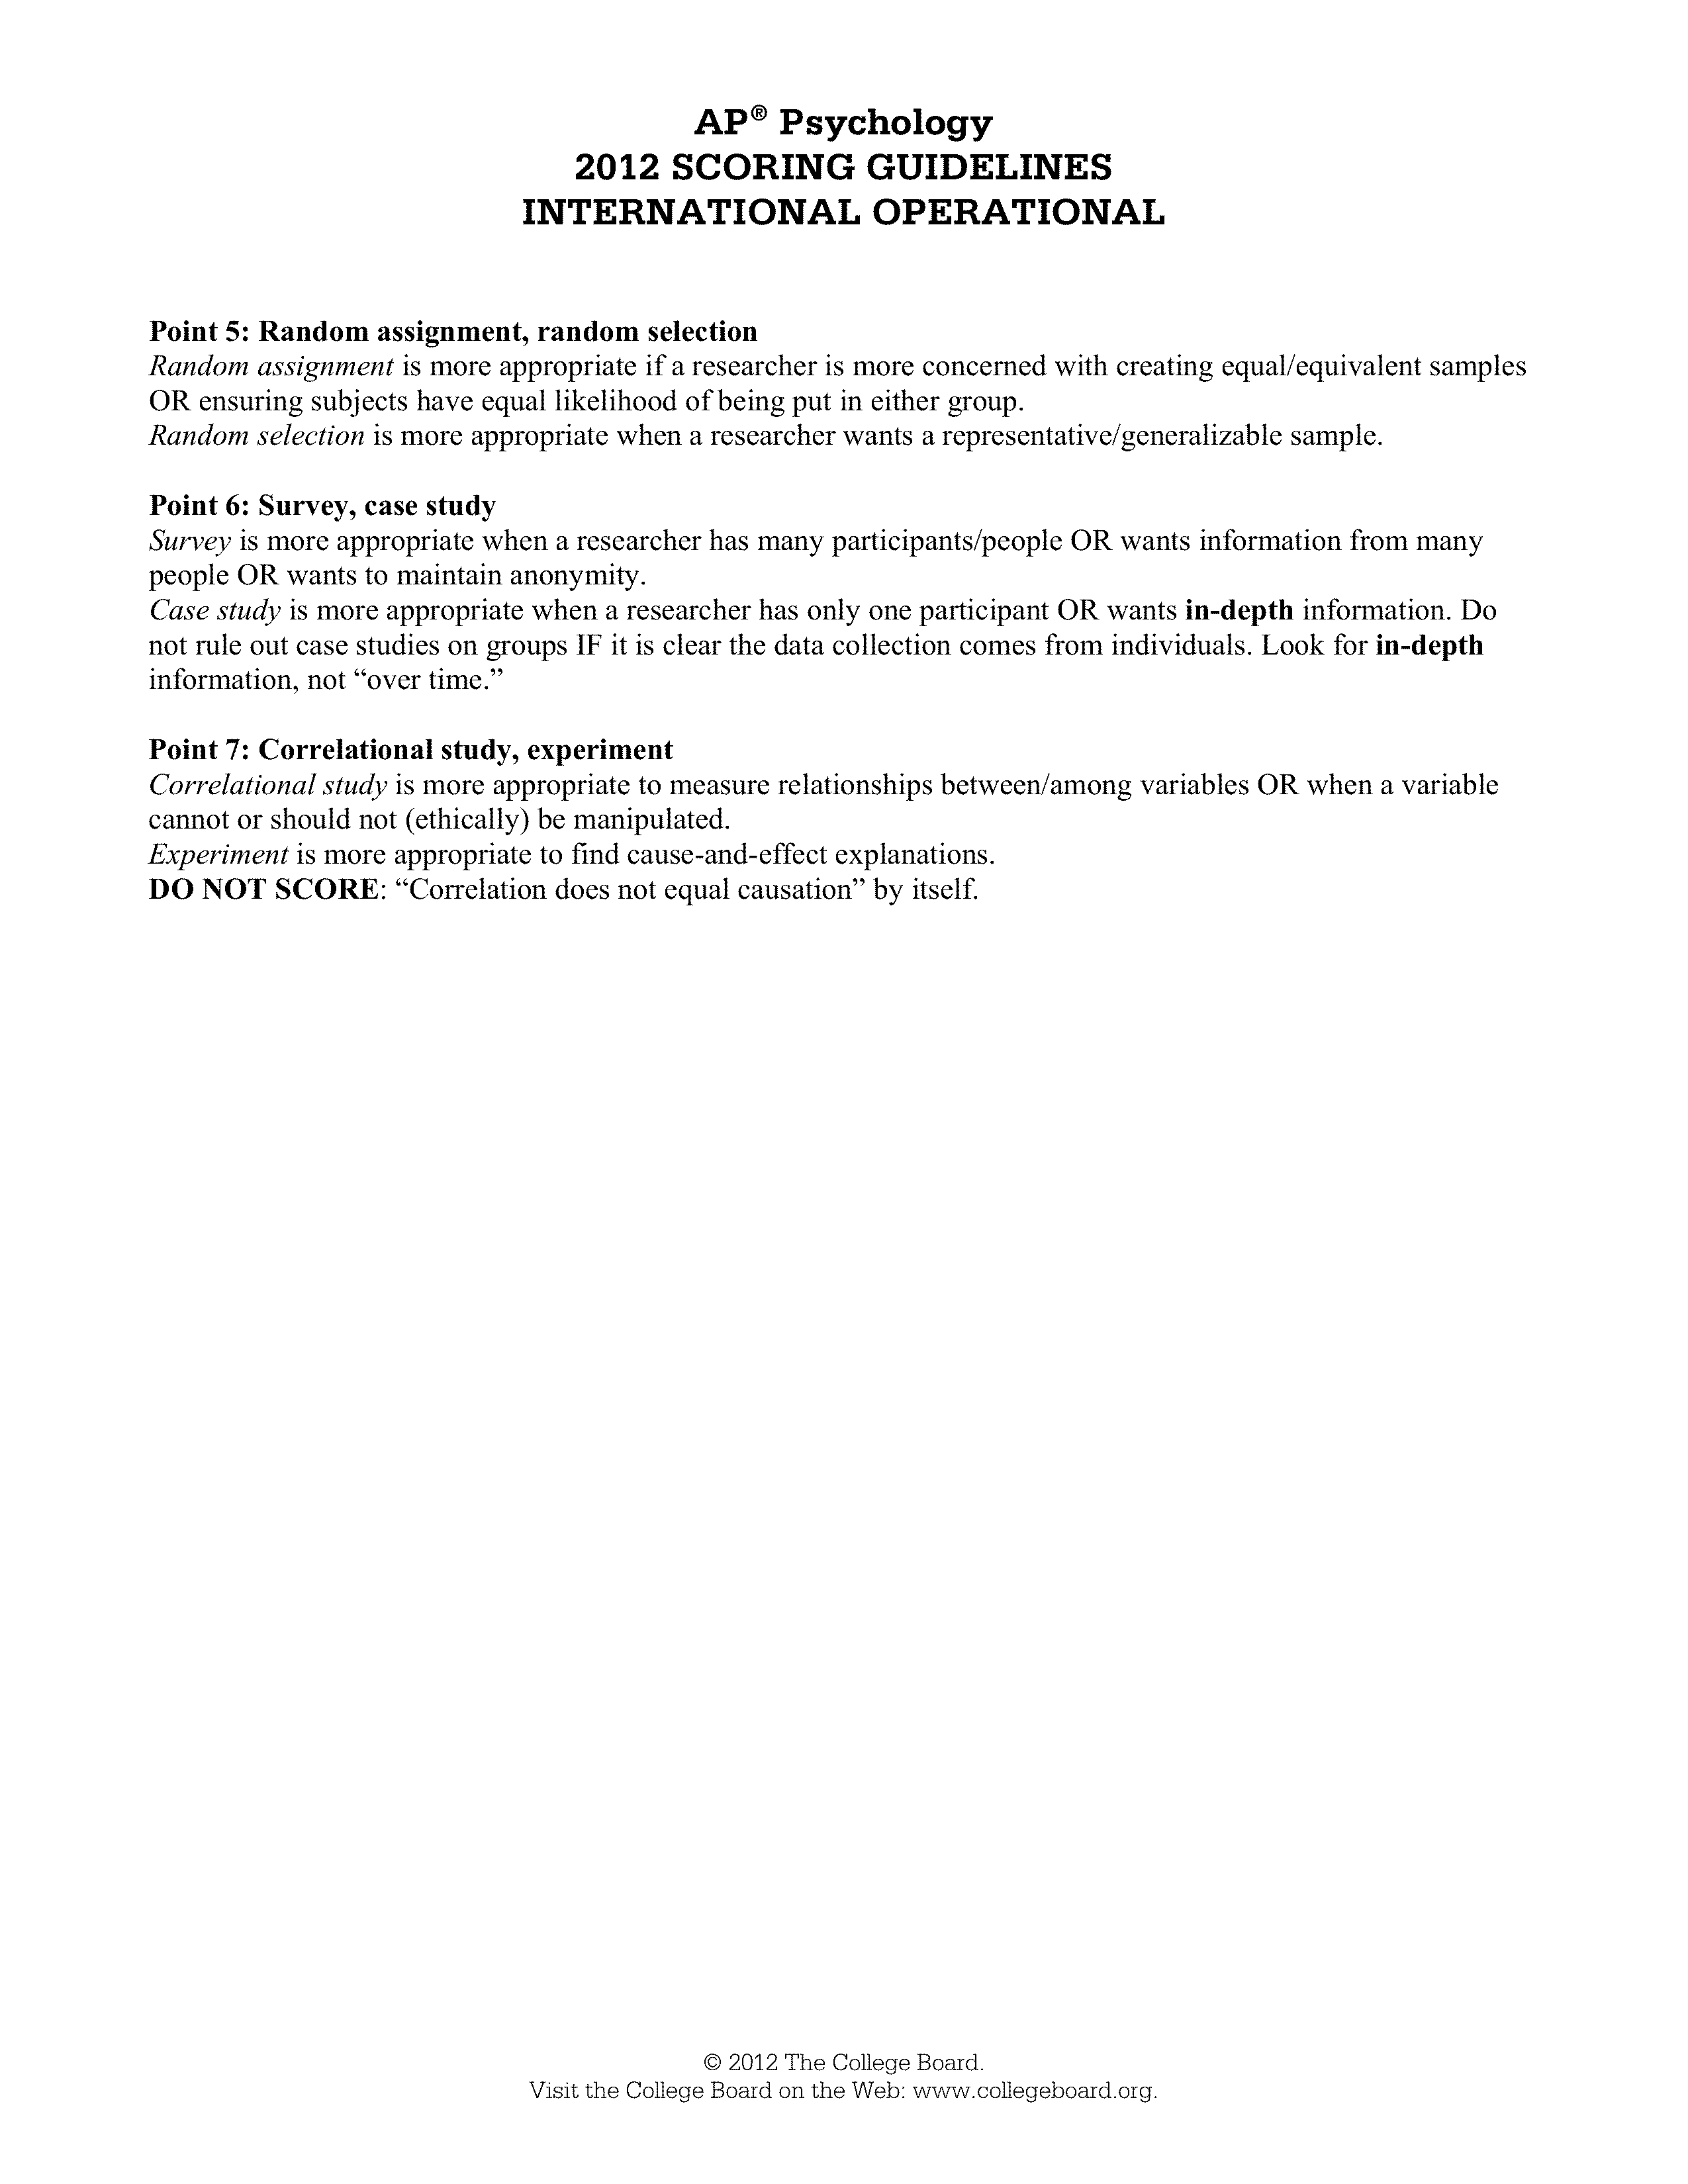 AP® Psychology
2012 SCORING GUIDELINES
INTERNATIONAL OPERATIONAL
Point 5: Random assignment, random selection
Random assignment is more appropriate if a researcher is more concerned with creating equal/equivalent samples
OR ensuring subjects have equal likelihood of being put in either group.
Random selection is more appropriate when a researcher wants a representative/generalizable sample.
Point 6: Survey, case study
Survey is more appropriate when a researcher has many participants/people OR wants information from many
people OR wants to maintain anonymity.
Case study is more appropriate when a researcher has only one participant OR wants in-depth information. Do
not rule out case studies on groups IF it is clear the data collection comes from individuals. Look for in-depth
information, not “over time.”
Point 7: Correlational study, experiment
Correlational study is more appropriate to measure relationships between/among variables OR when a variable
cannot or should not (ethically) be manipulated.
Experiment is more appropriate to find cause-and-effect explanations.
DO NOT SCORE: “Correlation does not equal causation” by itself.
© 2012 The College Board.
Visit the College Board on the Web: www.collegeboard.org.